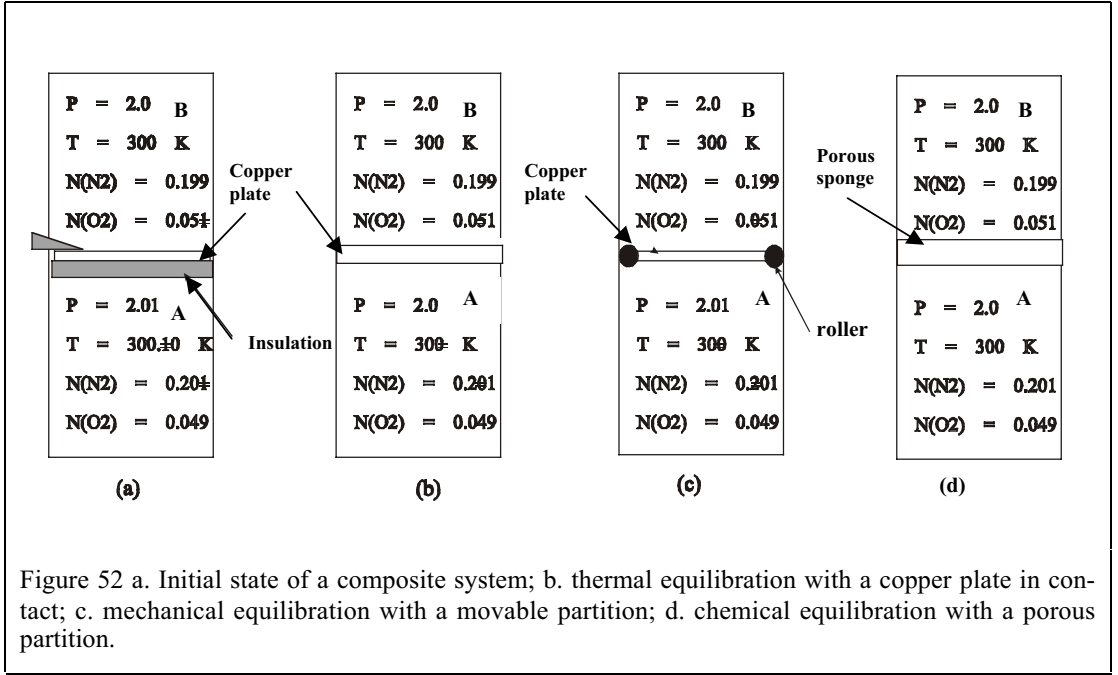 P = 2.0 B
T = 300 K
N(N2) = 0.199
N(O2) = 0.051
P = 2.01 A
T = 300.10 K
N(N2) = 0.201
N(O2) = 0.049
(a)
Copper
plate
Insulation
P = 2.0 B
T = 300 K
N(N2) = 0.199
N(O2) = 0.051
P = 2.0 A
T = 300 K
N(N2) = 0.201
N(O2) = 0.049
(b)
Copper
plate
P = 2.0 B
T = 300 K
N(N2) = 0.199
N(O2) = 0.051
P = 2.01 A
T = 300 K
N(N2) = 0.201
N(O2) = 0.049
(c)
roller
Porous
sponge
P = 2.0 B
T = 300 K
N(N2) = 0.199
N(O2) = 0.051
P = 2.0 A
T = 300 K
N(N2) = 0.201
N(O2) = 0.049
(d)
Figure 52 a. Initial state of a composite system; b. thermal equilibration with a copper plate in con-
tact; c. mechanical equilibration with a movable partition; d. chemical equilibration with a porous
partition.